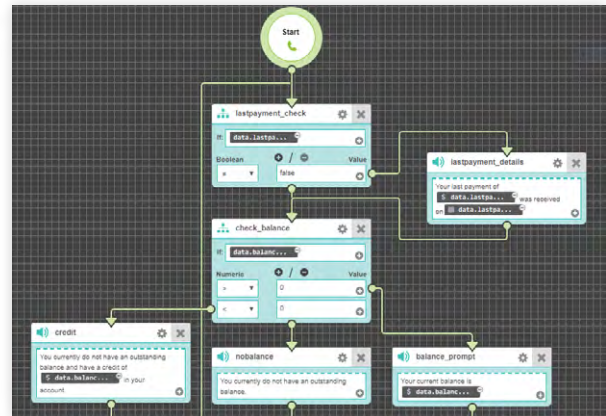 Start
lastpayment_check
If: data.lastpa...
Boolean / Value
= false
lastpayment_details
Your last payment of
$ data.lastpa... was received
on data.lastpa...
check_balance
If: data.balanc...
Numeric / Value
> 0
< 0
credit
You currently do not have an outstanding
balance and have a credit of
$ data.balanc... in your
account.
nobalance
You currently do not have an outstanding
balance.
balance_prompt
Your current balance is
$ data.balanc...